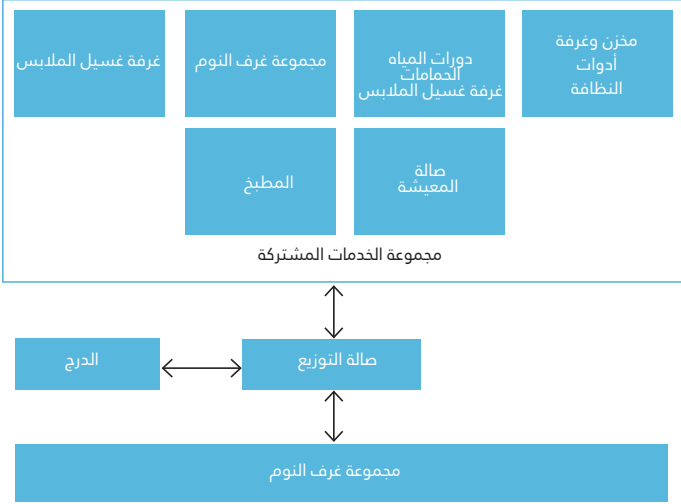 مخزن وغرفة
أدوات
النظافة
دورات المياه
الحمامات
غرفة غسيل الملابس
مجموعة غرف النوم
غرفة غسيل الملابس
صالة
المعيشة
المطبخ
مجموعة الخدمات المشتركة
صالة التوزيع
الدرج
مجموعة غرف النوم